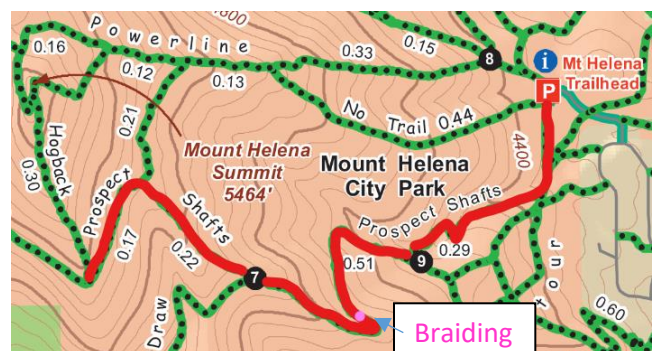 4800
0.16
Powerline
0.15
0.33
8
i
Mt Helena
Trailhead
P
0.12
0.13
No Trail 0.44
4400
0.21
Mount Helena
Summit
5464'
Mount Helena
City Park
Hogback
0.30
Prospect
Shafts
0.17
0.22
Prospect Shafts
0.51
9
0.29
7
Draw
our
0.60
Braiding